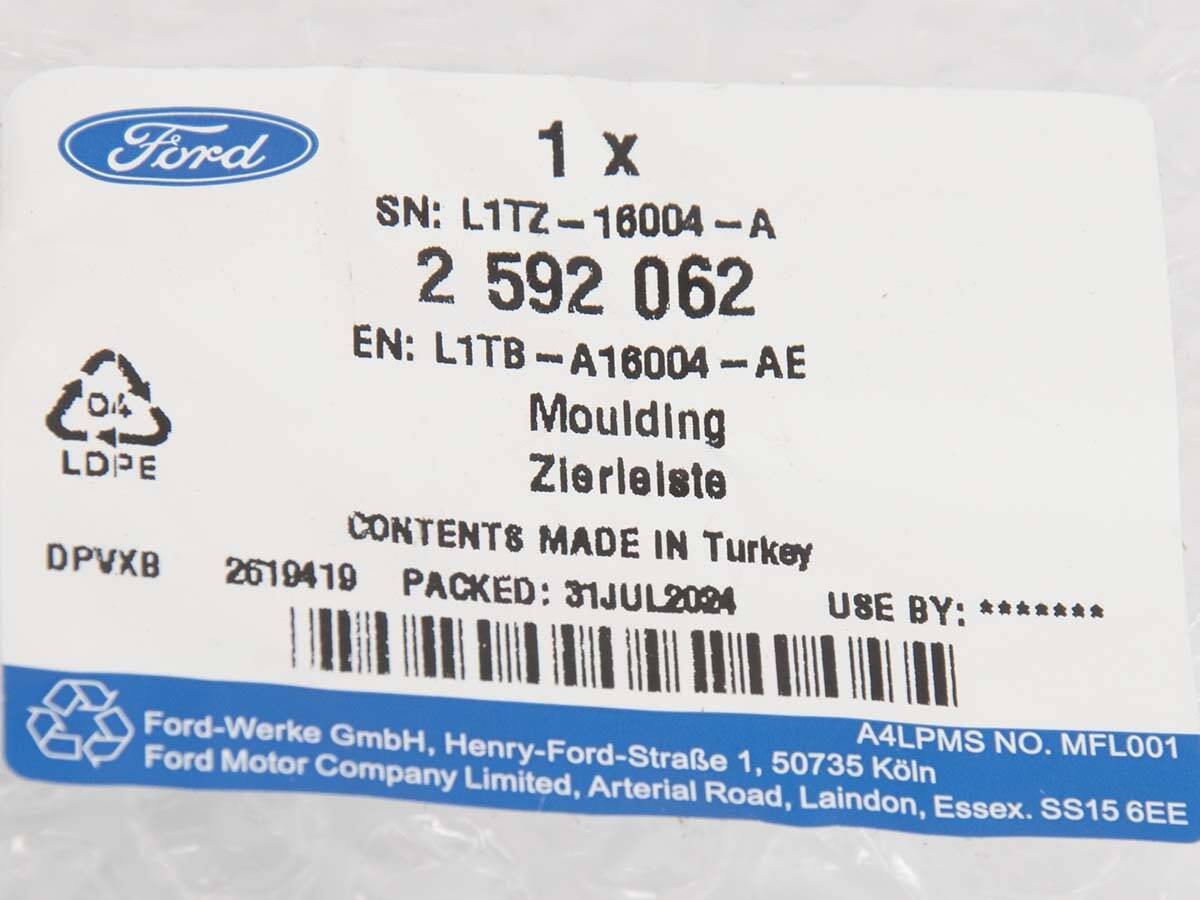 Ford
1 x
SN: L1TZ-16004-A
2 592 062
EN: L1TB-A16004-AE
Moulding
Zierleiste
04
LDPE
CONTENTS MADE IN Turkey
DPVXB 2619419 PACKED: 31JUL2024 USE BY: *******
A4LPMS NO. MFL001
Ford-Werke GmbH, Henry-Ford-Straße 1, 50735 Köln
Ford Motor Company Limited, Arterial Road, Laindon, Essex. SS15 6EE